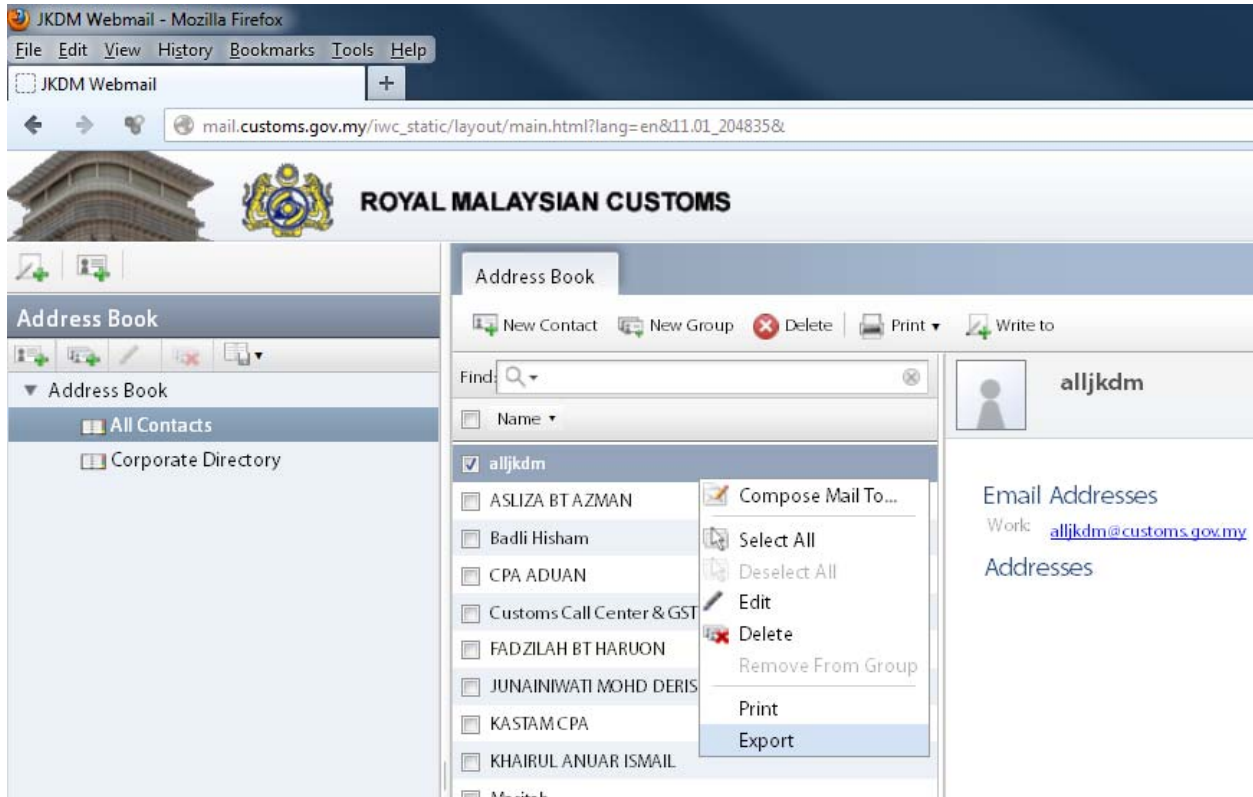 JKDM Webmail - Mozilla Firefox
File Edit View History Bookmarks Tools Help
JKDM Webmail +
mail.customs.gov.my/iwc_static/layout/main.html?lang=en&11.01_204835&
ROYAL MALAYSIAN CUSTOMS
Address Book
Address Book
All Contacts
Corporate Directory
Address Book
New Contact New Group Delete Print Write to
Find:
Name
alljkdm
ASLIZA BT AZMAN
Badli Hisham
CPA ADUAN
Customs Call Center & GST
FADZILAH BT HARUON
JUNAINIWATI MOHD DERIS
KASTAM CPA
KHAIRUL ANUAR ISMAIL
Compose Mail To...
Select All
Deselect All
Edit
Delete
Remove From Group
Print
Export
alljkdm
Email Addresses
Work: alljkdm@customs.gov.my
Addresses